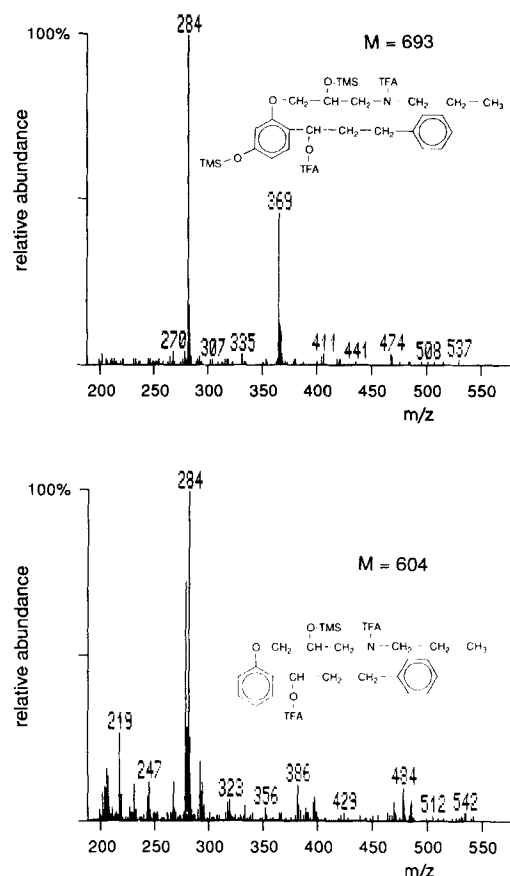 100%
284
M = 693
O-TMS
TFA
O CH2-CH-CH2-N-CH2 CH2-CH3
CH-CH2-CH2
O
TFA
TMS-O
369
270
307
335
411
441
474
508
537
relative abundance
200 250 300 350 400 450 500 550
m/z
100%
284
M = 604
O-TMS
TFA
O CH2 CH-CH2 N-CH2-CH2 CH3
CH CH2 CH2
O
TFA
219
247
323
356
386
429
484
512
542
relative abundance
200 250 300 350 400 450 500 550
m/z